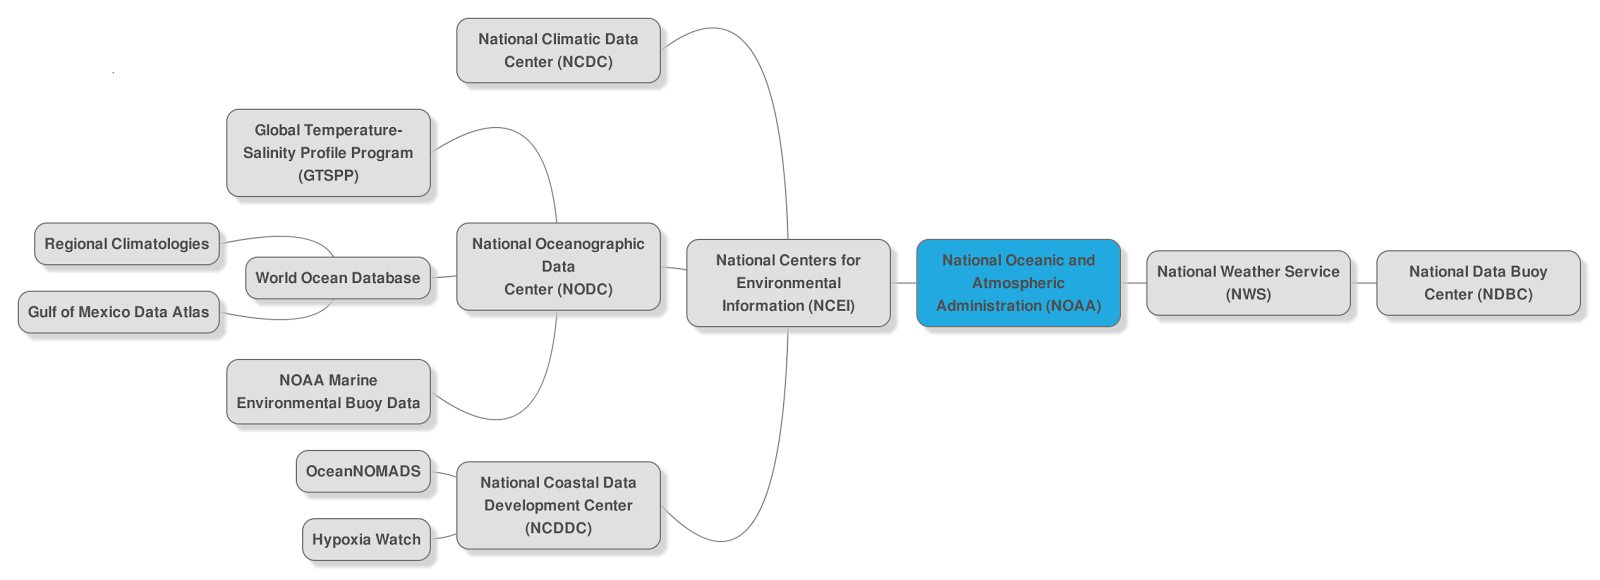 National Climatic Data
Center (NCDC)
Global Temperature-
Salinity Profile Program
(GTSPP)
Regional Climatologies
World Ocean Database
Gulf of Mexico Data Atlas
National Oceanographic
Data
Center (NODC)
National Centers for
Environmental
Information (NCEI)
National Oceanic and
Atmospheric
Administration (NOAA)
National Weather Service
(NWS)
National Data Buoy
Center (NDBC)
NOAA Marine
Environmental Buoy Data
OceanNOMADS
Hypoxia Watch
National Coastal Data
Development Center
(NCDDC)